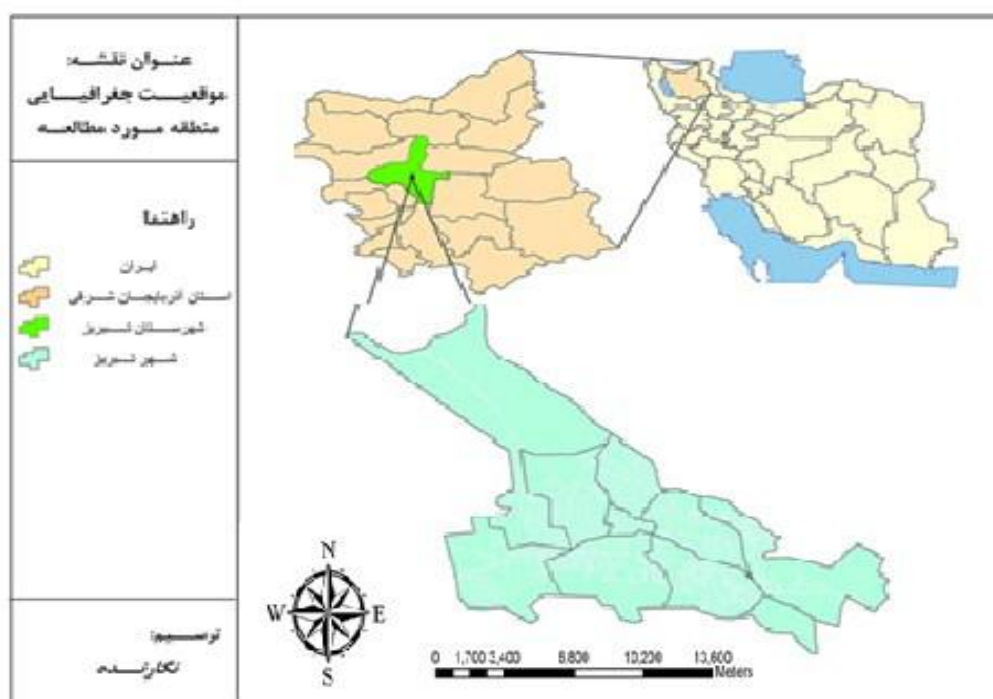 عنوان نقشه:
موقعیت جغرافیایی
منطقه مورد مطالعه
راهنما
ایران
استان آذربایجان شرقی
شهرستان تبریز
شهر تبریز
N
W E
S
0 1,700 3,400 6,800 10,200 13,600
Meters
ترسیم:
نگارنده